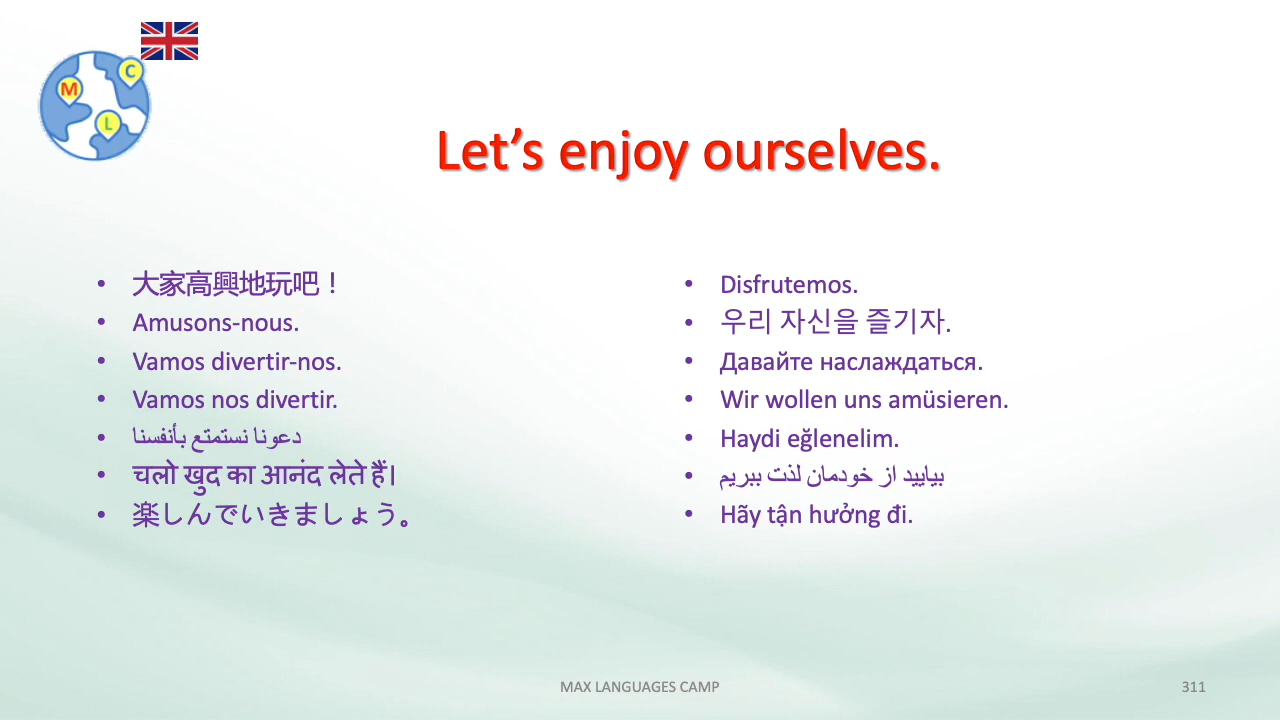 M
C
L
Let’s enjoy ourselves.
• 大家高興地玩吧！
• Amusons-nous.
• Vamos divertir-nos.
• Vamos nos divertir.
• دعونا نستمتع بأنفسنا
• चलो खुद का आनंद लेते हैं।
• 楽しんでいきましょう。
• Disfrutemos.
• 우리 자신을 즐기자.
• Давайте наслаждаться.
• Wir wollen uns amüsieren.
• Haydi eğlenelim.
• بیایید از خودمان لذت ببریم
• Hãy tận hưởng đi.
MAX LANGUAGES CAMP
311